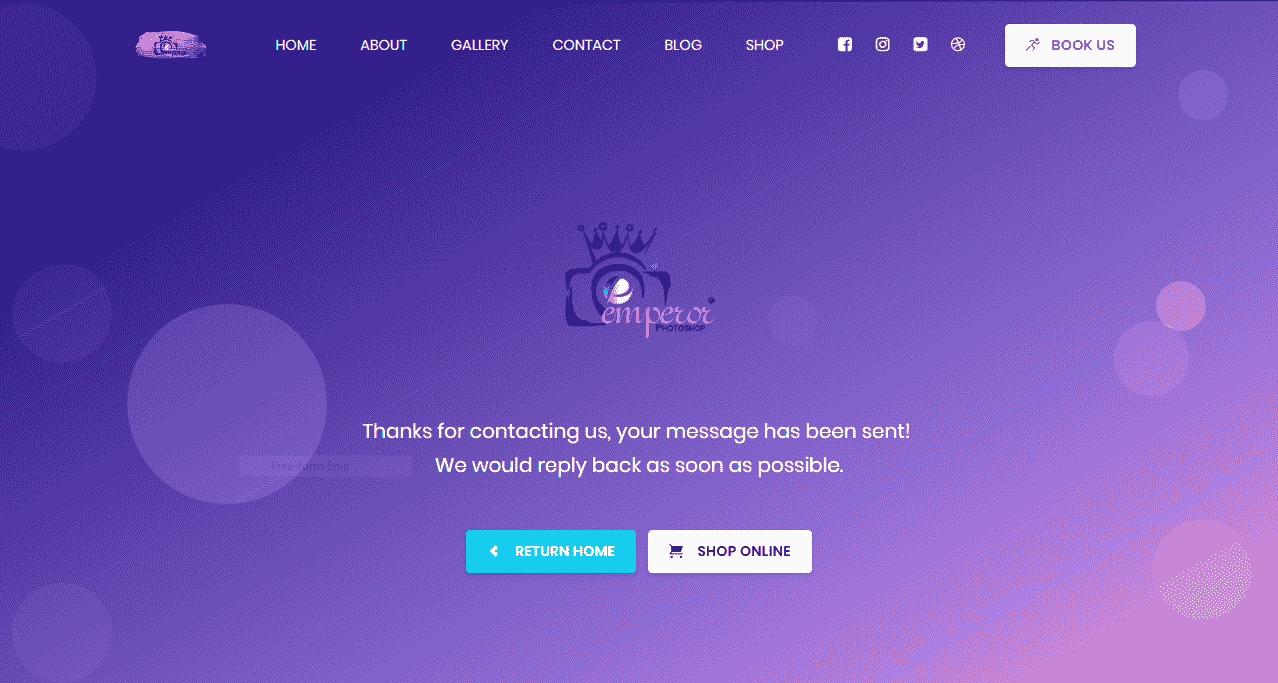 HOME ABOUT GALLERY CONTACT BLOG SHOP BOOK US
emperor
PHOTOSHOP
Thanks for contacting us, your message has been sent!
Free-form Snip
We would reply back as soon as possible.
RETURN HOME SHOP ONLINE